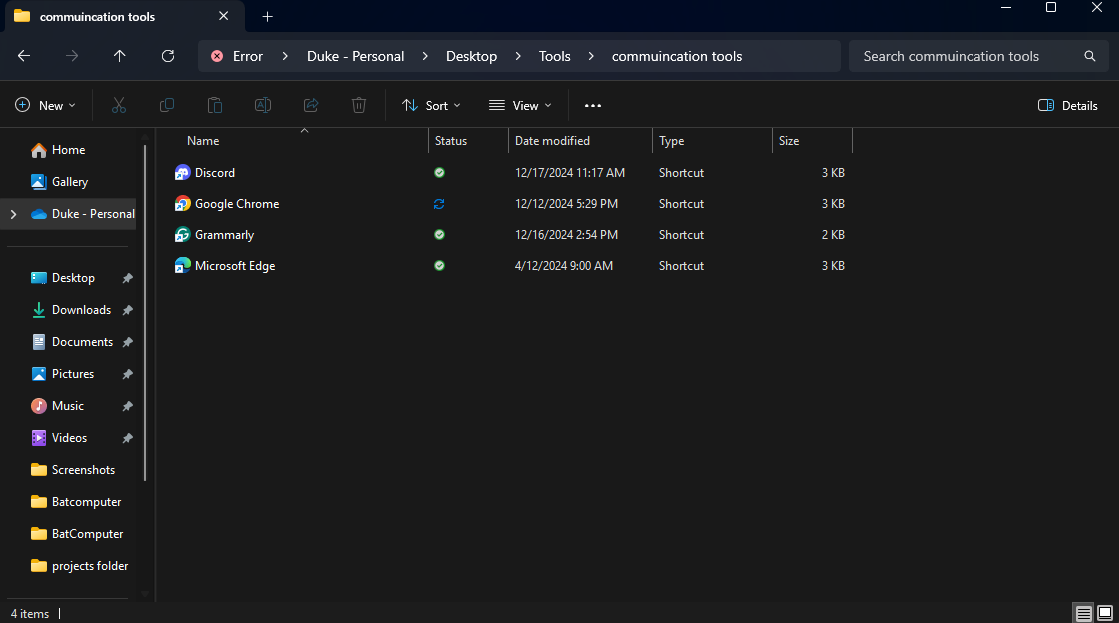 commuincation tools
Error Duke - Personal Desktop Tools commuincation tools Search commuincation tools
New Sort View Details
Name Status Date modified Type Size
Home
Gallery
Duke - Personal
Desktop
Downloads
Documents
Pictures
Music
Videos
Screenshots
Batcomputer
BatComputer
projects folder
Discord 12/17/2024 11:17 AM Shortcut 3 KB
Google Chrome 12/12/2024 5:29 PM Shortcut 3 KB
Grammarly 12/16/2024 2:54 PM Shortcut 2 KB
Microsoft Edge 4/12/2024 9:00 AM Shortcut 3 KB
4 items